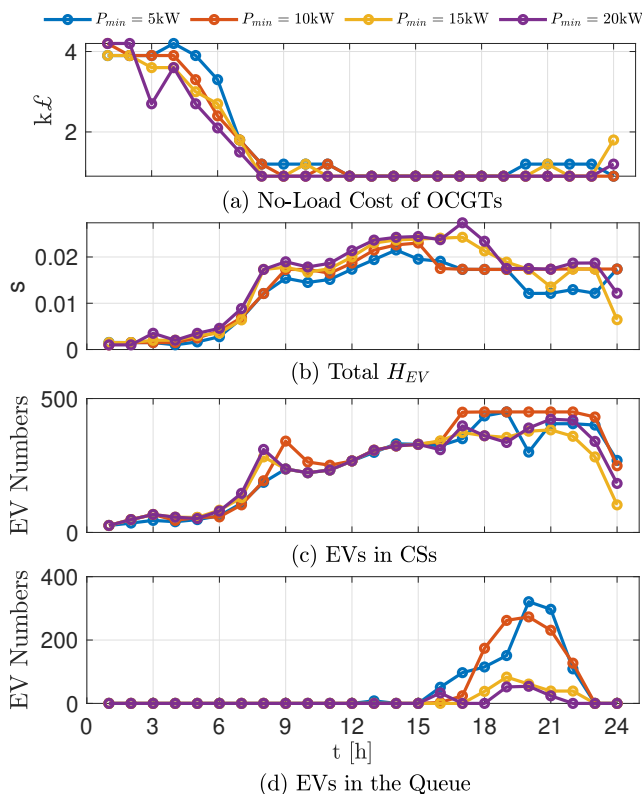 P_min = 5kW P_min = 10kW P_min = 15kW P_min = 20kW
4
2
k£
(a) No-Load Cost of OCGTs
0.02
0.01
0
s
(b) Total H_EV
500
0
EV Numbers
(c) EVs in CSs
400
200
0
EV Numbers
0 3 6 9 12 15 18 21 24
t [h]
(d) EVs in the Queue